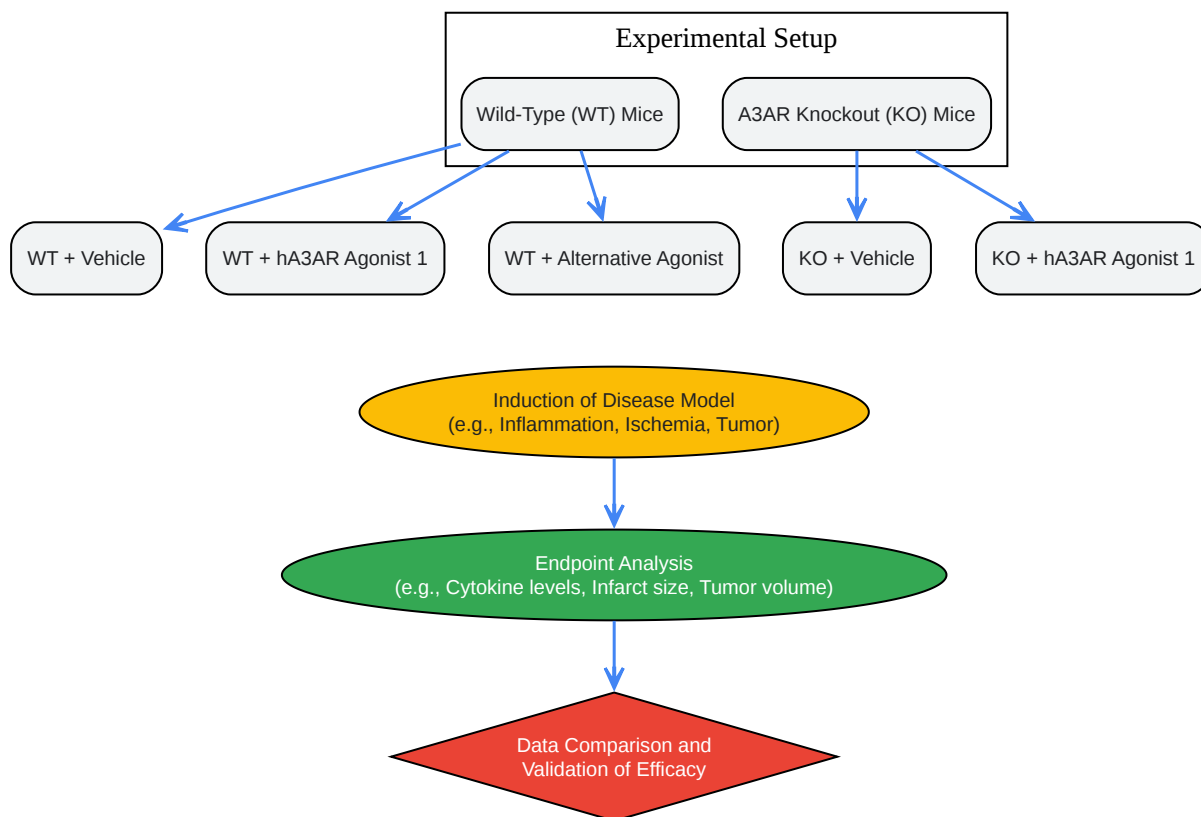 Experimental Setup
Wild-Type (WT) Mice
A3AR Knockout (KO) Mice
WT + Vehicle
WT + hA3AR Agonist 1
WT + Alternative Agonist
KO + Vehicle
KO + hA3AR Agonist 1
Induction of Disease Model
(e.g., Inflammation, Ischemia, Tumor)
Endpoint Analysis
(e.g., Cytokine levels, Infarct size, Tumor volume)
Data Comparison and
Validation of Efficacy